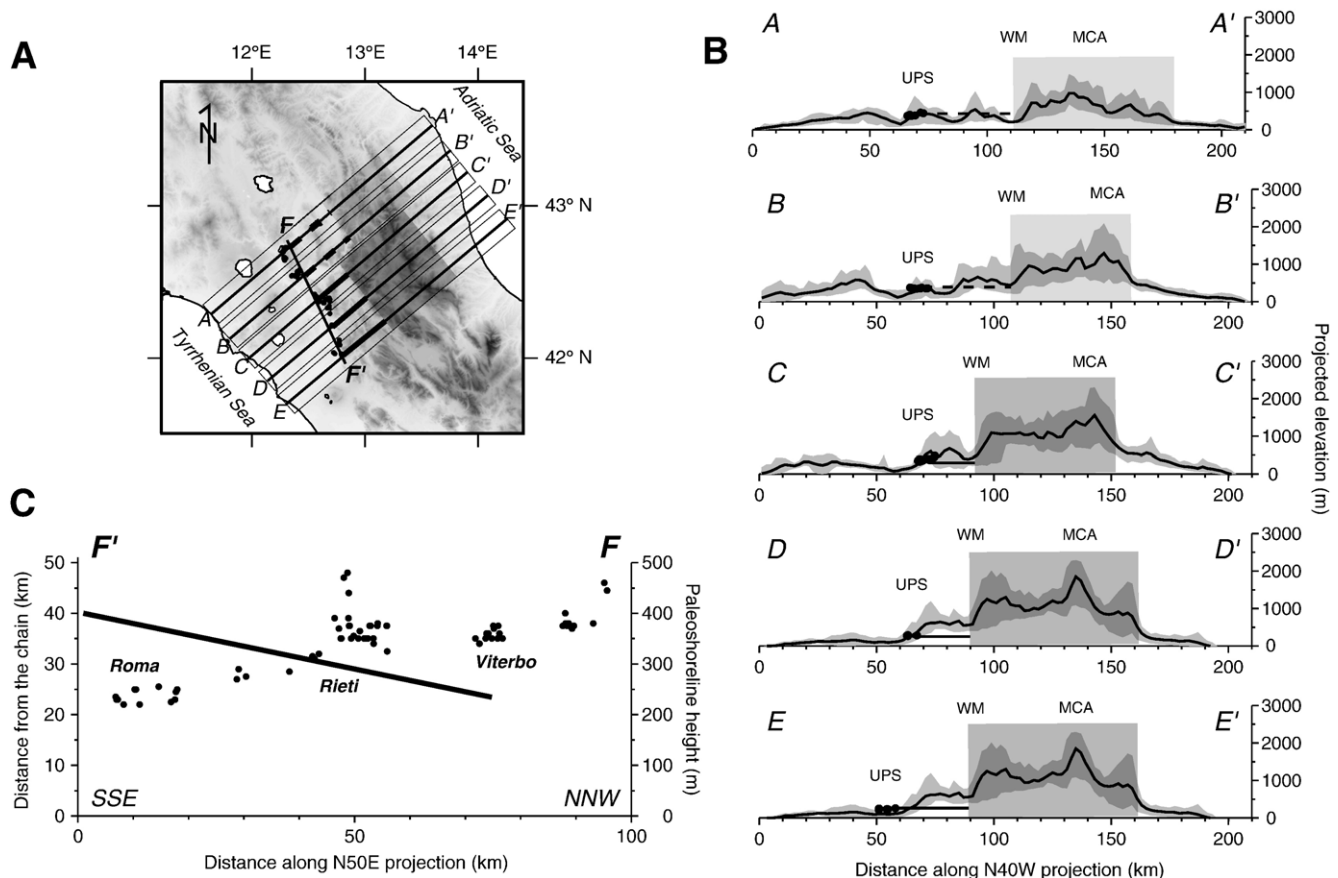 A
12°E
13°E
14°E
N
Adriatic Sea
A'
B'
C'
D'
E'
43° N
42° N
F
F'
A
B
C
D
E
Tyrrhenian Sea
B
A
A'
WM
MCA
UPS
3000
2000
1000
0
0
50
100
150
200
B
B'
WM
MCA
UPS
3000
2000
1000
0
0
50
100
150
200
C
C'
WM
MCA
UPS
3000
2000
1000
0
0
50
100
150
200
D
D'
WM
MCA
UPS
3000
2000
1000
0
0
50
100
150
200
E
E'
WM
MCA
UPS
3000
2000
1000
0
0
50
100
150
200
Distance along N40W projection (km)
Projected elevation (m)
C
F'
F
50
40
30
20
10
0
Distance from the chain (km)
500
400
300
200
100
0
Paleoshoreline height (m)
Roma
Rieti
Viterbo
SSE
NNW
0
50
100
Distance along N50E projection (km)